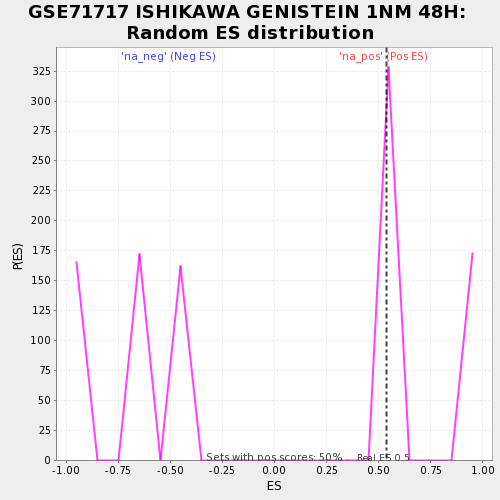 GSE71717 ISHIKAWA GENISTEIN 1NM 48H:
Random ES distribution
'na_neg' (Neg ES) 'na_pos' (Pos ES)
325
300
275
250
225
200
175
150
125
100
75
50
25
0
P(ES)
Sets with pos scores: 50% Real ES 0.5
-1.00 -0.75 -0.50 -0.25 0.00 0.25 0.50 0.75 1.00
ES